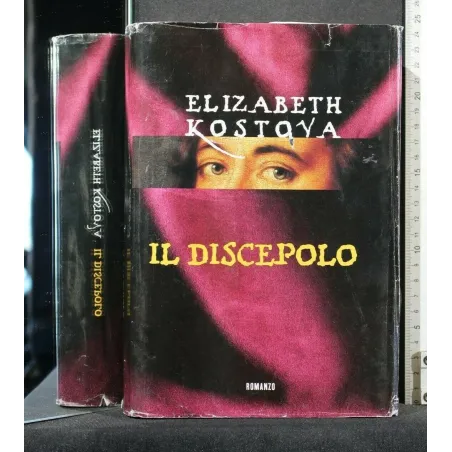 ELIZABETH
KOSTOVA
IL DISCEPOLO
ROMANZO
ELIZABETH KOSTOVA IL DISCEPOLO